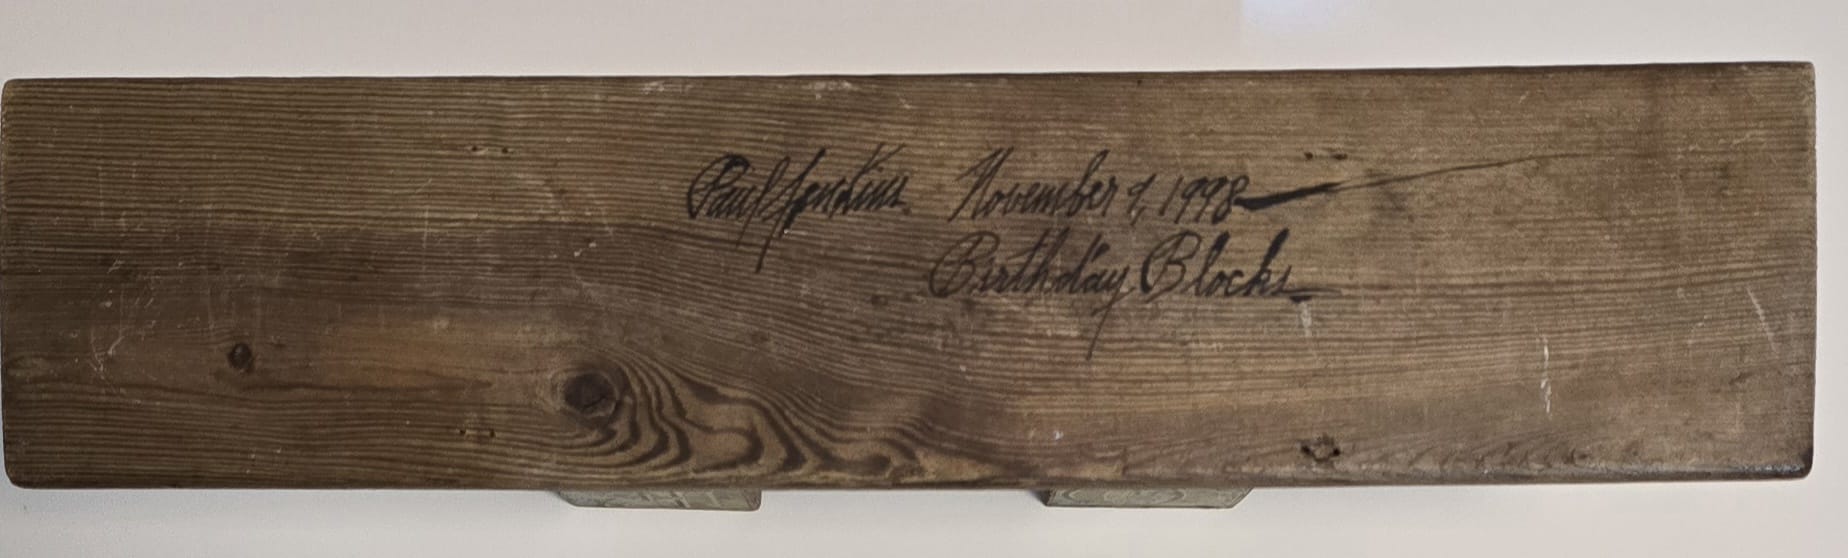 Paul Jenkins November 9, 1998
Birthday Blocks